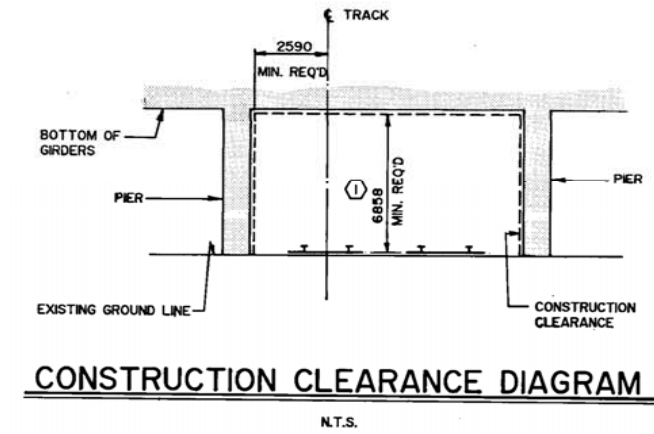 ℄ TRACK
2590
MIN. REQ'D
BOTTOM OF
GIRDERS
PIER
1
6858
MIN. REQ'D
PIER
EXISTING GROUND LINE
CONSTRUCTION
CLEARANCE
CONSTRUCTION CLEARANCE DIAGRAM
N.T.S.